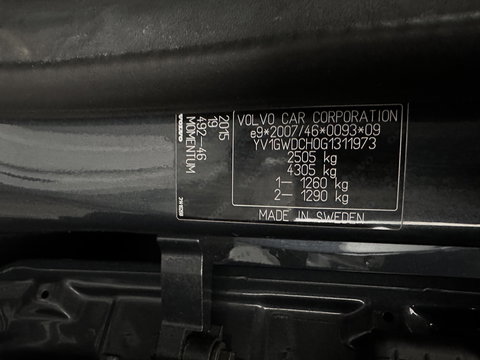 VOLVO CAR CORPORATION
e9*2007/46*0093*09
YV1GWDCH0G1311973
2505 kg
4305 kg
1– 1260 kg
2– 1290 kg
MADE IN SWEDEN
2015
19
492–46
MOMENTUM
VOLVO